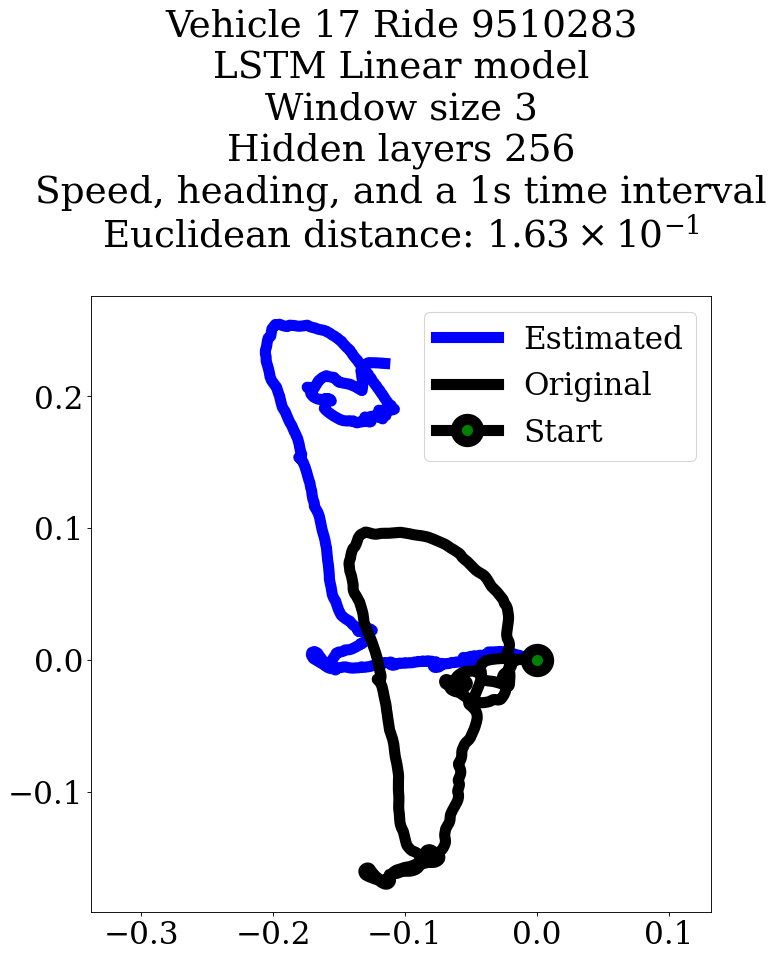 Vehicle 17 Ride 9510283
LSTM Linear model
Window size 3
Hidden layers 256
Speed, heading, and a 1s time interval
Euclidean distance: 1.63 × 10⁻¹
Estimated
Original
Start
0.2
0.1
0.0
−0.1
−0.3
−0.2
−0.1
0.0
0.1